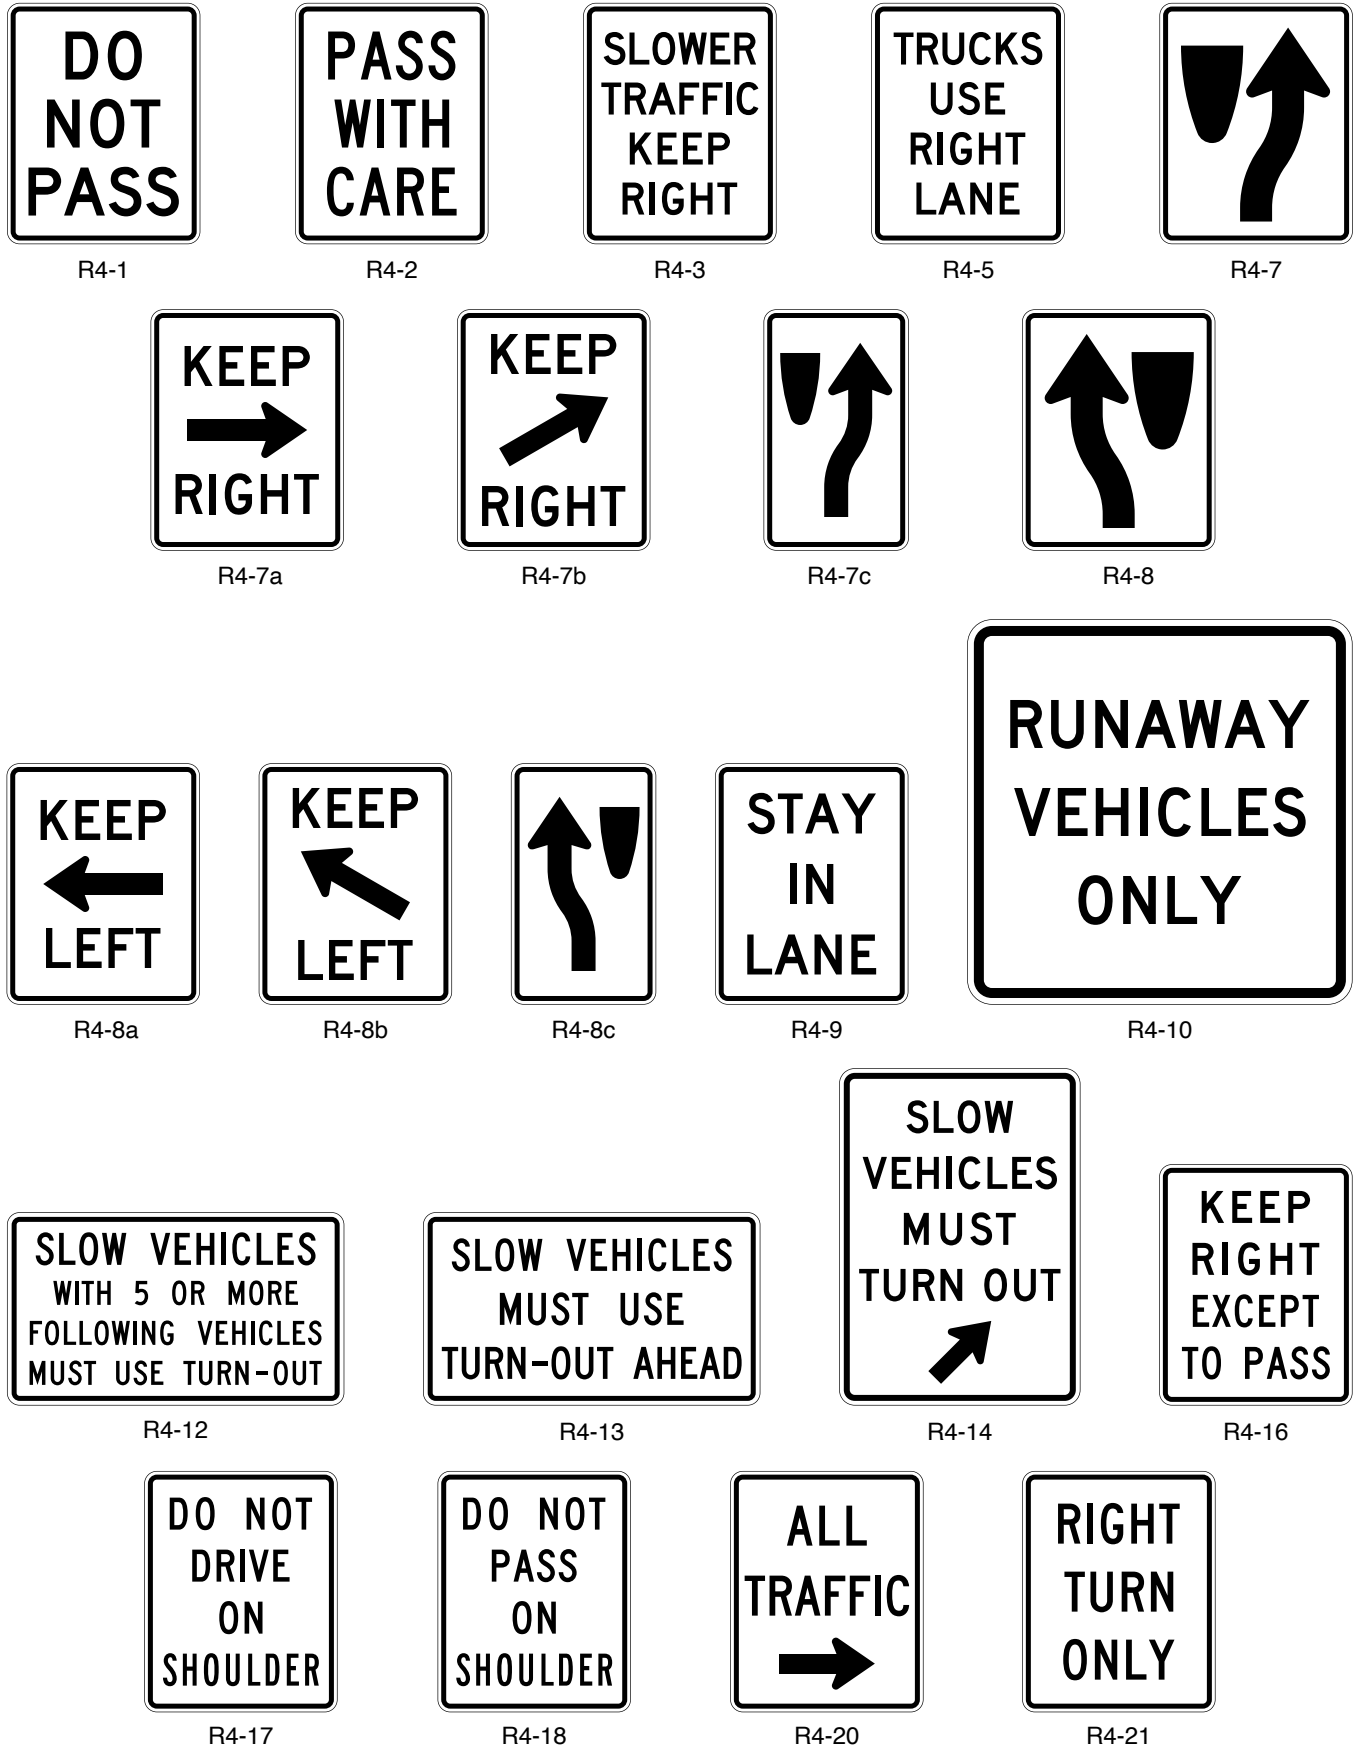 DO
NOT
PASS
R4-1
PASS
WITH
CARE
R4-2
SLOWER
TRAFFIC
KEEP
RIGHT
R4-3
TRUCKS
USE
RIGHT
LANE
R4-5
R4-7
KEEP
RIGHT
R4-7a
KEEP
RIGHT
R4-7b
R4-7c
R4-8
KEEP
LEFT
R4-8a
KEEP
LEFT
R4-8b
R4-8c
STAY
IN
LANE
R4-9
RUNAWAY
VEHICLES
ONLY
R4-10
SLOW VEHICLES
WITH 5 OR MORE
FOLLOWING VEHICLES
MUST USE TURN-OUT
R4-12
SLOW VEHICLES
MUST USE
TURN-OUT AHEAD
R4-13
SLOW
VEHICLES
MUST
TURN OUT
R4-14
KEEP
RIGHT
EXCEPT
TO PASS
R4-16
DO NOT
DRIVE
ON
SHOULDER
R4-17
DO NOT
PASS
ON
SHOULDER
R4-18
ALL
TRAFFIC
R4-20
RIGHT
TURN
ONLY
R4-21